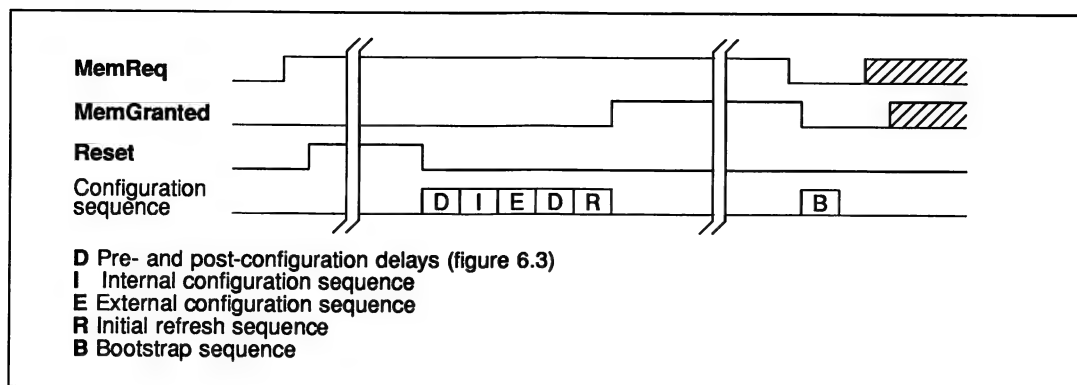 MemReq
MemGranted
Reset
Configuration
sequence
D I E D R
B
D Pre- and post-configuration delays (figure 6.3)
I Internal configuration sequence
E External configuration sequence
R Initial refresh sequence
B Bootstrap sequence